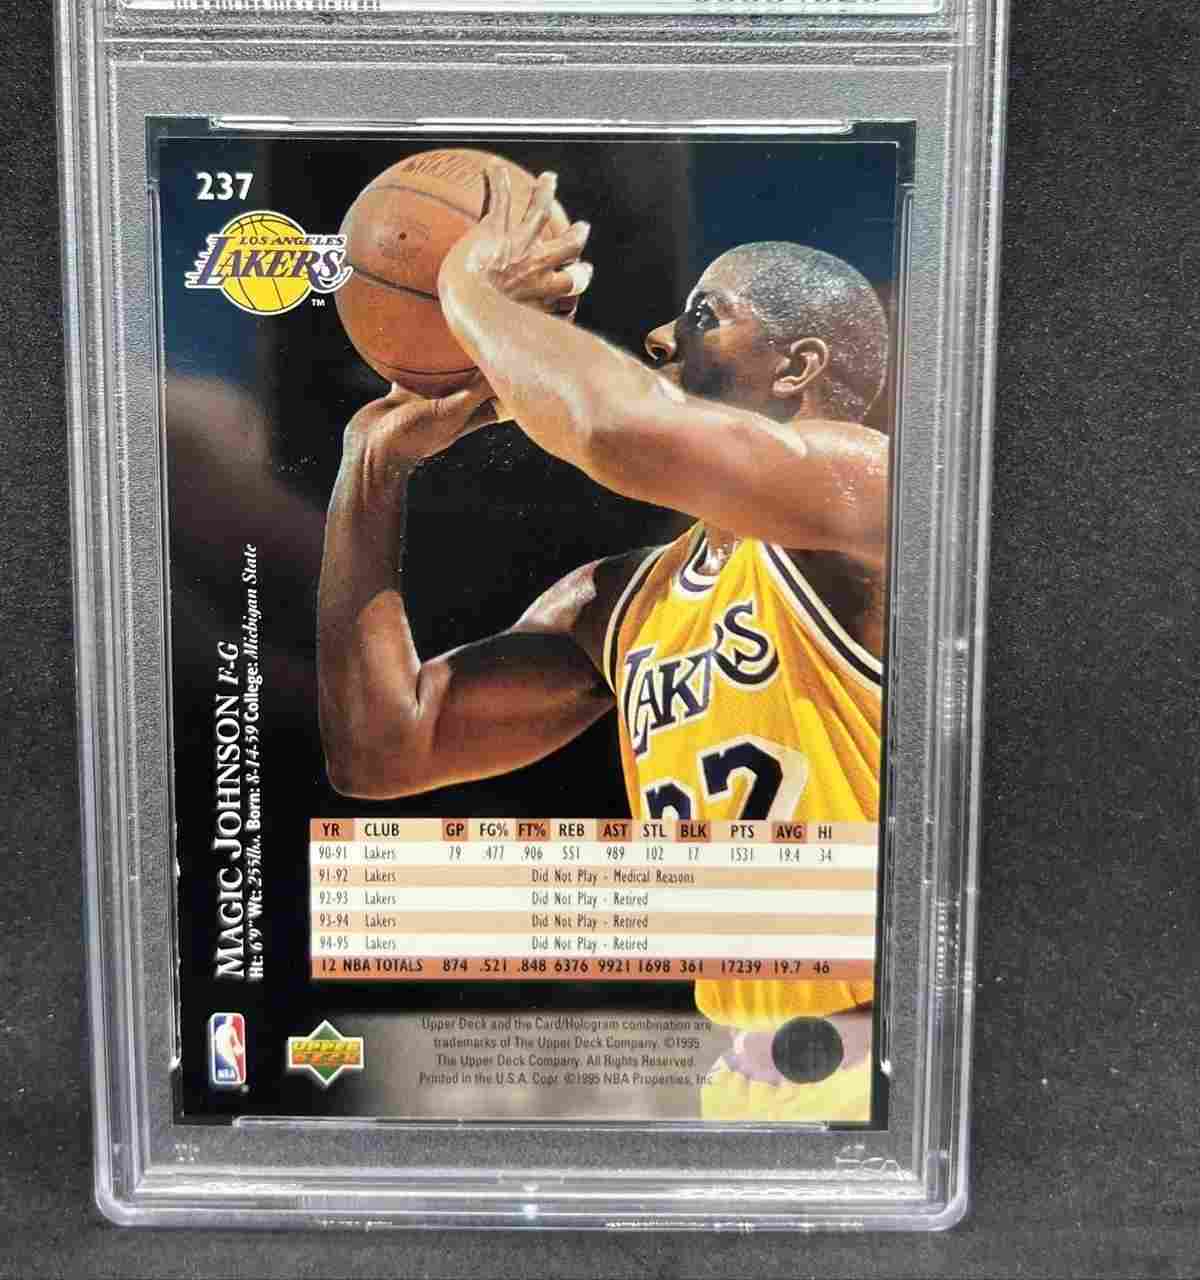 237
LOS ANGELES
LAKERS
TM
MAGIC JOHNSON F-G
Ht: 6'9" Wt: 255lbs. Born: 8-14-59 College: Michigan State
LAKRS
32
YR CLUB GP FG% FT% REB AST STL BLK PTS AVG HI
90-91 Lakers 79 .477 .906 551 989 102 17 1531 19.4 34
91-92 Lakers Did Not Play - Medical Reasons
92-93 Lakers Did Not Play - Retired
93-94 Lakers Did Not Play - Retired
94-95 Lakers Did Not Play - Retired
12 NBA TOTALS 874 .521 .848 6376 9921 1698 361 17239 19.7 46
NBA
UPPER
DECK
Upper Deck and the Card/Hologram combination are
trademarks of The Upper Deck Company. ©1995
The Upper Deck Company. All Rights Reserved.
Printed in the U.S.A. Copr. ©1995 NBA Properties, Inc.